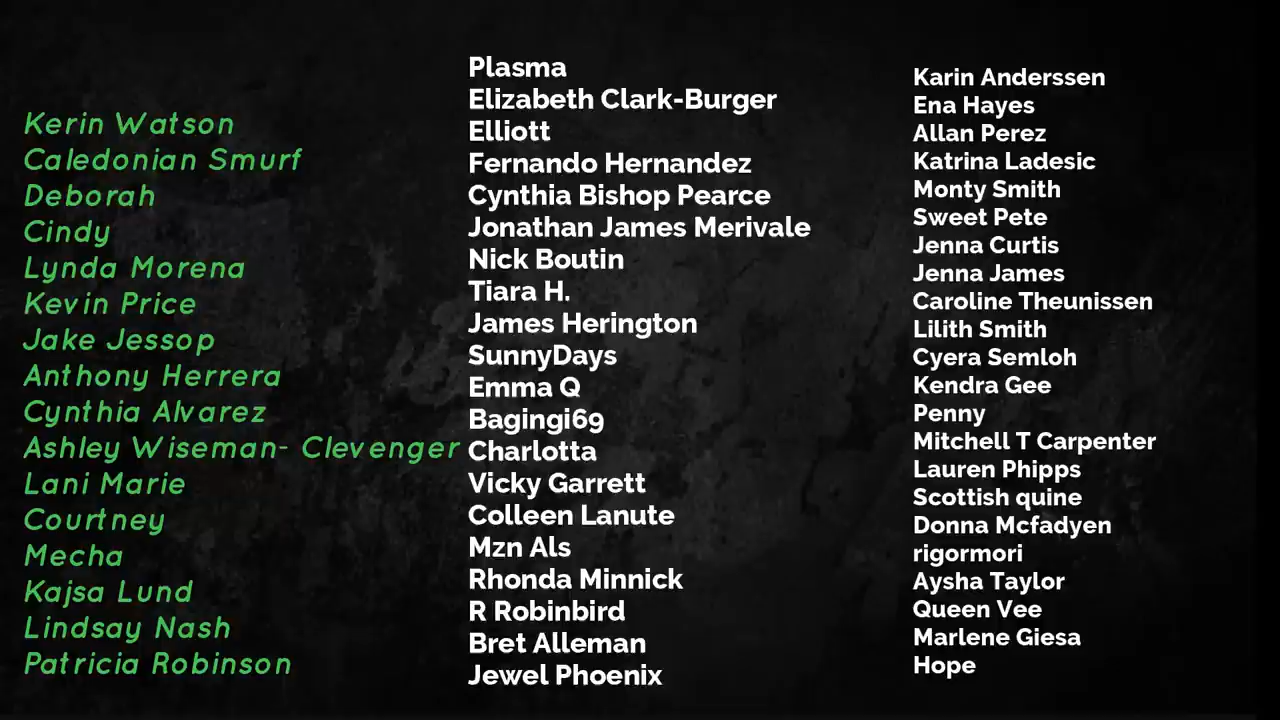 Kerin Watson
Caledonian Smurf
Deborah
Cindy
Lynda Morena
Kevin Price
Jake Jessop
Anthony Herrera
Cynthia Alvarez
Ashley Wiseman- Clevenger
Lani Marie
Courtney
Mecha
Kajsa Lund
Lindsay Nash
Patricia Robinson
Plasma
Elizabeth Clark-Burger
Elliott
Fernando Hernandez
Cynthia Bishop Pearce
Jonathan James Merivale
Nick Boutin
Tiara H.
James Herington
SunnyDays
Emma Q
Bagingi69
Charlotta
Vicky Garrett
Colleen Lanute
Mzn Als
Rhonda Minnick
R Robinbird
Bret Alleman
Jewel Phoenix
Karin Anderssen
Ena Hayes
Allan Perez
Katrina Ladesic
Monty Smith
Sweet Pete
Jenna Curtis
Jenna James
Caroline Theunissen
Lilith Smith
Cyera Semloh
Kendra Gee
Penny
Mitchell T Carpenter
Lauren Phipps
Scottish quine
Donna Mcfadyen
rigormori
Aysha Taylor
Queen Vee
Marlene Giesa
Hope